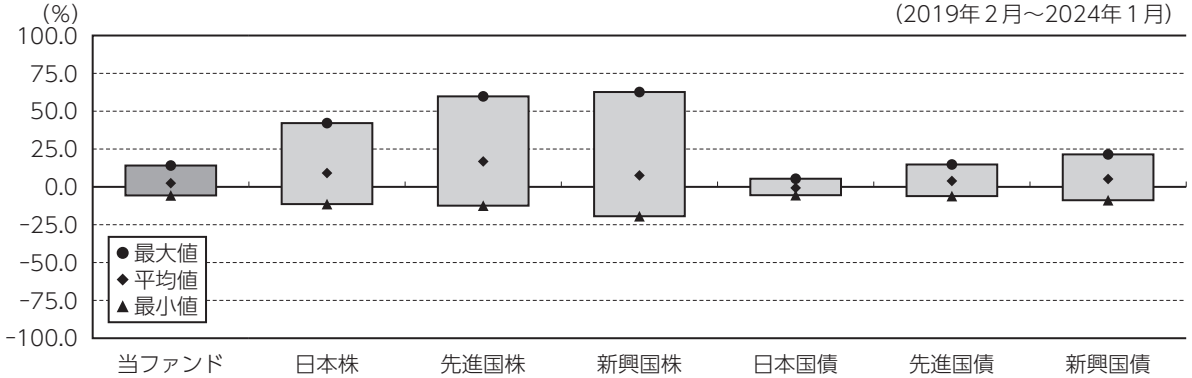 (%)
（2019年2月～2024年1月）
100.0
75.0
50.0
25.0
0.0
-25.0
-50.0
-75.0
-100.0
●最大値
◆平均値
▲最小値
当ファンド 日本株 先進国株 新興国株 日本国債 先進国債 新興国債